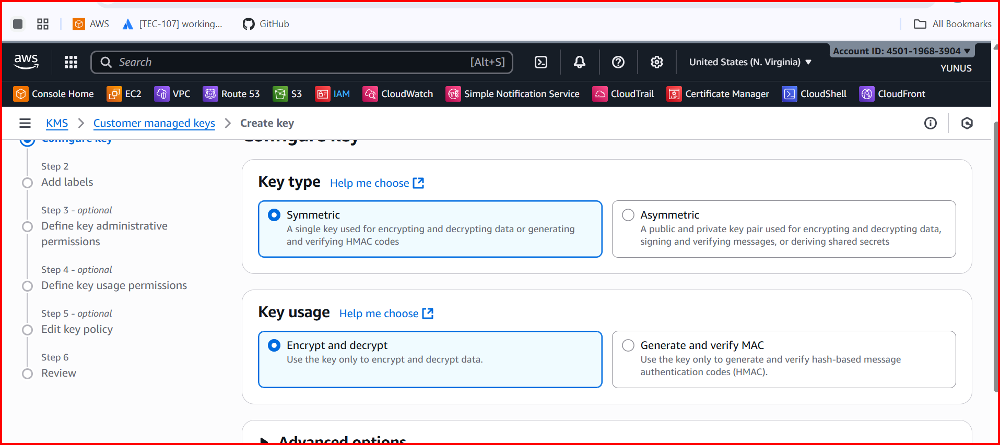 AWS
[TEC-107] working...
GitHub
All Bookmarks
aws
Search
[Alt+S]
United States (N. Virginia)
Account ID: 4501-1968-3904
YUNUS
Console Home
EC2
VPC
Route 53
S3
IAM
CloudWatch
Simple Notification Service
CloudTrail
Certificate Manager
CloudShell
CloudFront
KMS
Customer managed keys
Create key
Configure key
Step 2
Add labels
Step 3 - optional
Define key administrative
permissions
Step 4 - optional
Define key usage permissions
Step 5 - optional
Edit key policy
Step 6
Review
Configure key
Key type
Help me choose
Symmetric
A single key used for encrypting and decrypting data or generating
and verifying HMAC codes
Asymmetric
A public and private key pair used for encrypting and decrypting data,
signing and verifying messages, or deriving shared secrets
Key usage
Help me choose
Encrypt and decrypt
Use the key only to encrypt and decrypt data.
Generate and verify MAC
Use the key only to generate and verify hash-based message
authentication codes (HMAC).
Advanced options